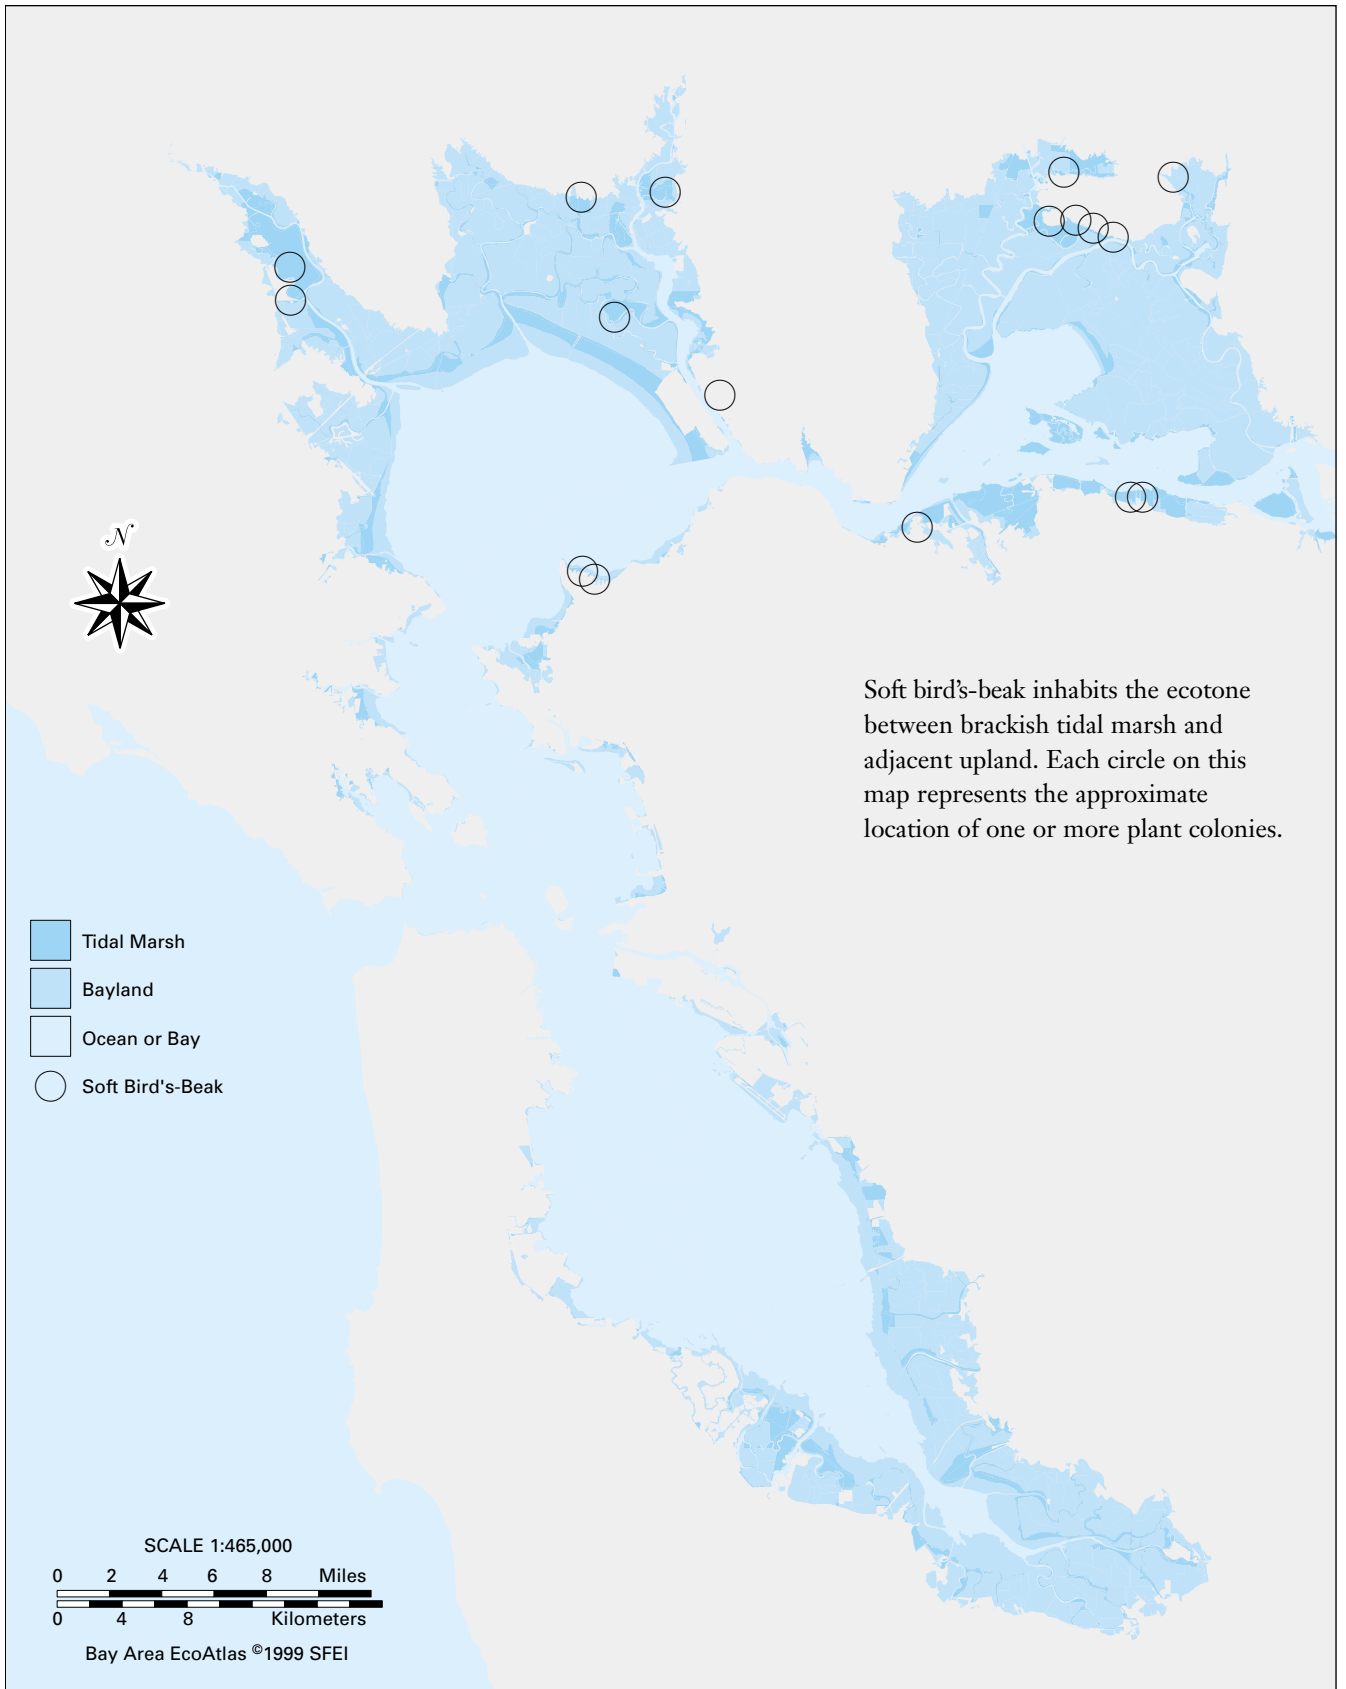 N
Soft bird's-beak inhabits the ecotone
between brackish tidal marsh and
adjacent upland. Each circle on this
map represents the approximate
location of one or more plant colonies.
Tidal Marsh
Bayland
Ocean or Bay
Soft Bird's-Beak
SCALE 1:465,000
0 2 4 6 8 Miles
0 4 8 Kilometers
Bay Area EcoAtlas ©1999 SFEI